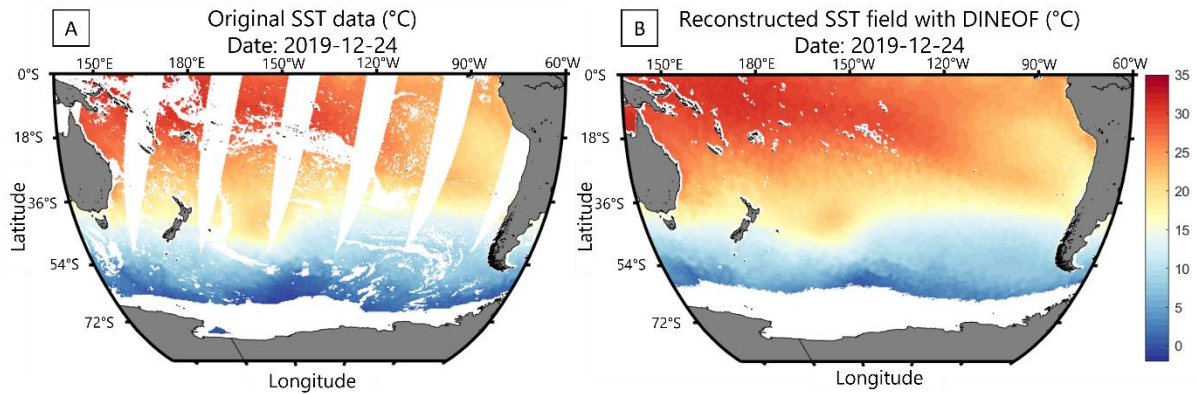 A
Original SST data (°C)
Date: 2019-12-24
150°E 180°E 150°W 120°W 90°W 60°W
0°S
18°S
36°S
54°S
72°S
Latitude
Longitude
B
Reconstructed SST field with DINEOF (°C)
Date: 2019-12-24
150°E 180°E 150°W 120°W 90°W 60°W
0°S
18°S
36°S
54°S
72°S
Latitude
Longitude
35
30
25
20
15
10
5
0